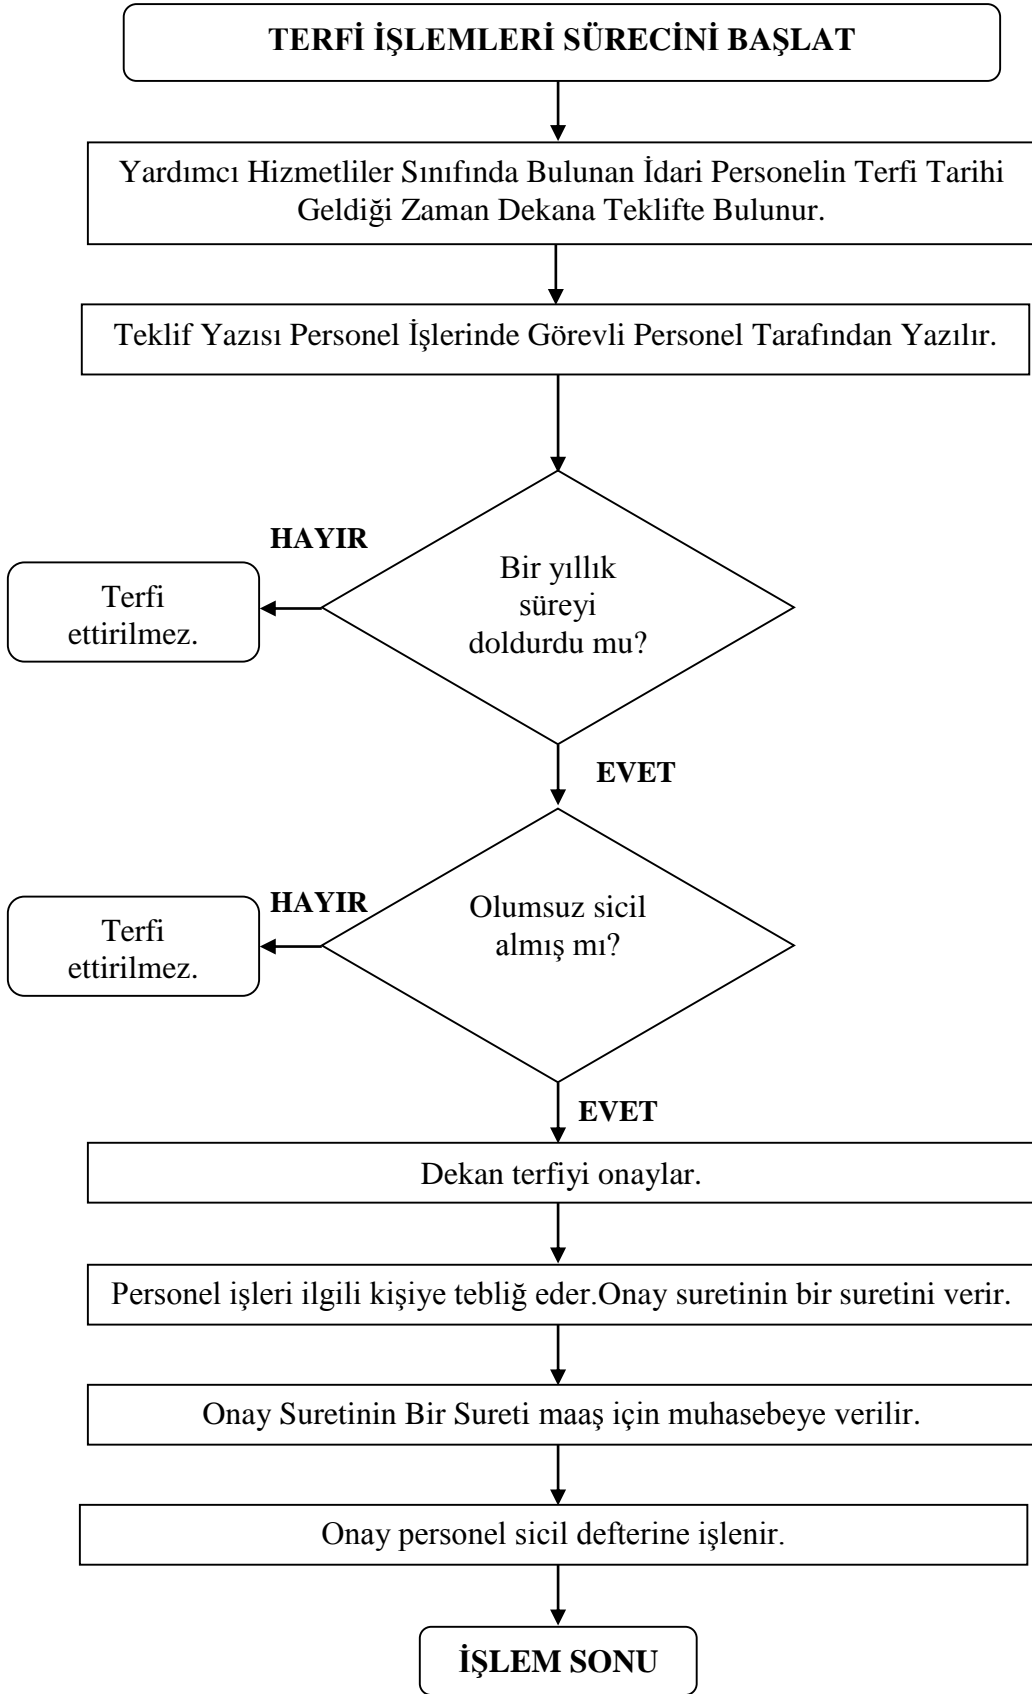 TERFİ İŞLEMLERİ SÜRECİNİ BAŞLAT
Yardımcı Hizmetliler Sınıfında Bulunan İdari Personelin Terfi Tarihi
Geldiği Zaman Dekana Teklifte Bulunur.
Teklif Yazısı Personel İşlerinde Görevli Personel Tarafından Yazılır.
HAYIR
Bir yıllık
süreyi
doldurdu mu?
Terfi
ettirilmez.
EVET
HAYIR
Olumsuz sicil
almış mı?
Terfi
ettirilmez.
EVET
Dekan terfiyi onaylar.
Personel işleri ilgili kişiye tebliğ eder.Onay suretinin bir suretini verir.
Onay Suretinin Bir Sureti maaş için muhasebeye verilir.
Onay personel sicil defterine işlenir.
İŞLEM SONU